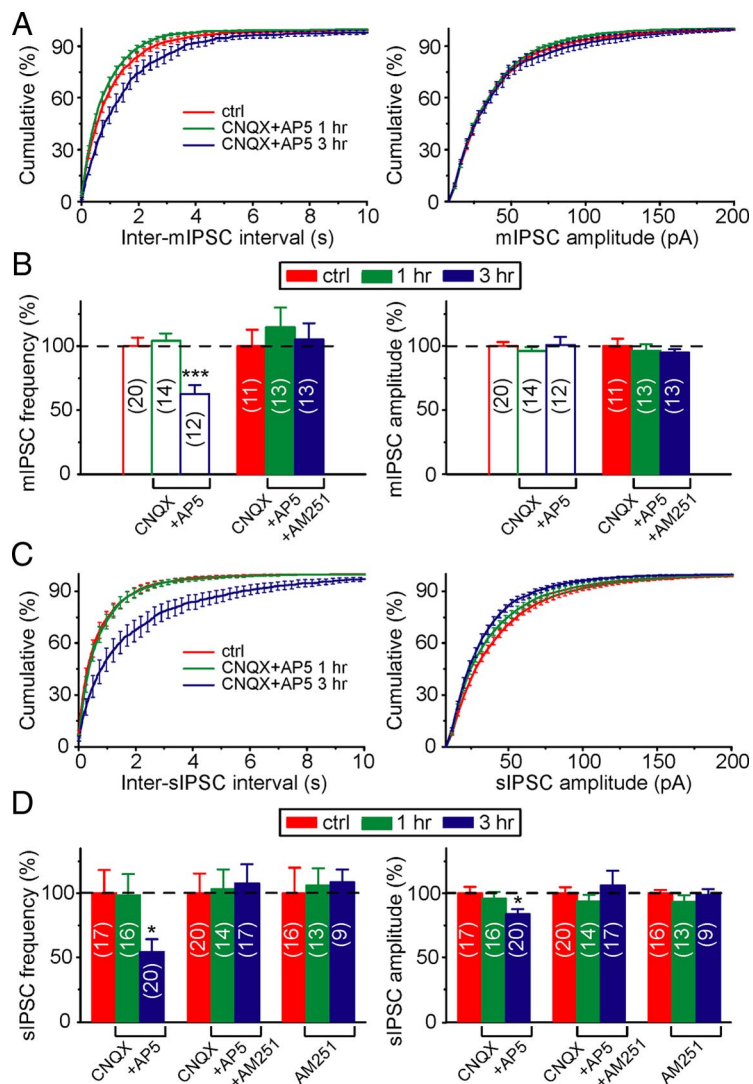 A
Cumulative (%)
90
60
30
0
ctrl
CNQX+AP5 1 hr
CNQX+AP5 3 hr
0 2 4 6 8 10
Inter-mIPSC interval (s)
Cumulative (%)
90
60
30
0
50 100 150 200
mIPSC amplitude (pA)
B
ctrl 1 hr 3 hr
mIPSC frequency (%)
100
50
0
(20)
(14)
***
(12)
(11)
(13)
(13)
CNQX
+AP5
CNQX
+AP5
+AM251
mIPSC amplitude (%)
100
50
0
(20)
(14)
(12)
(11)
(13)
(13)
CNQX
+AP5
CNQX
+AP5
+AM251
C
Cumulative (%)
90
60
30
0
ctrl
CNQX+AP5 1 hr
CNQX+AP5 3 hr
0 2 4 6 8 10
Inter-sIPSC interval (s)
Cumulative (%)
90
60
30
0
50 100 150 200
sIPSC amplitude (pA)
D
ctrl 1 hr 3 hr
sIPSC frequency (%)
100
50
0
(17)
(16)
*
(20)
(20)
(14)
(17)
(16)
(13)
(9)
CNQX
+AP5
CNQX
+AP5
+AM251
AM251
sIPSC amplitude (%)
100
50
0
(17)
(16)
*
(20)
(20)
(14)
(17)
(16)
(13)
(9)
CNQX
+AP5
CNQX
+AP5
+AM251
AM251